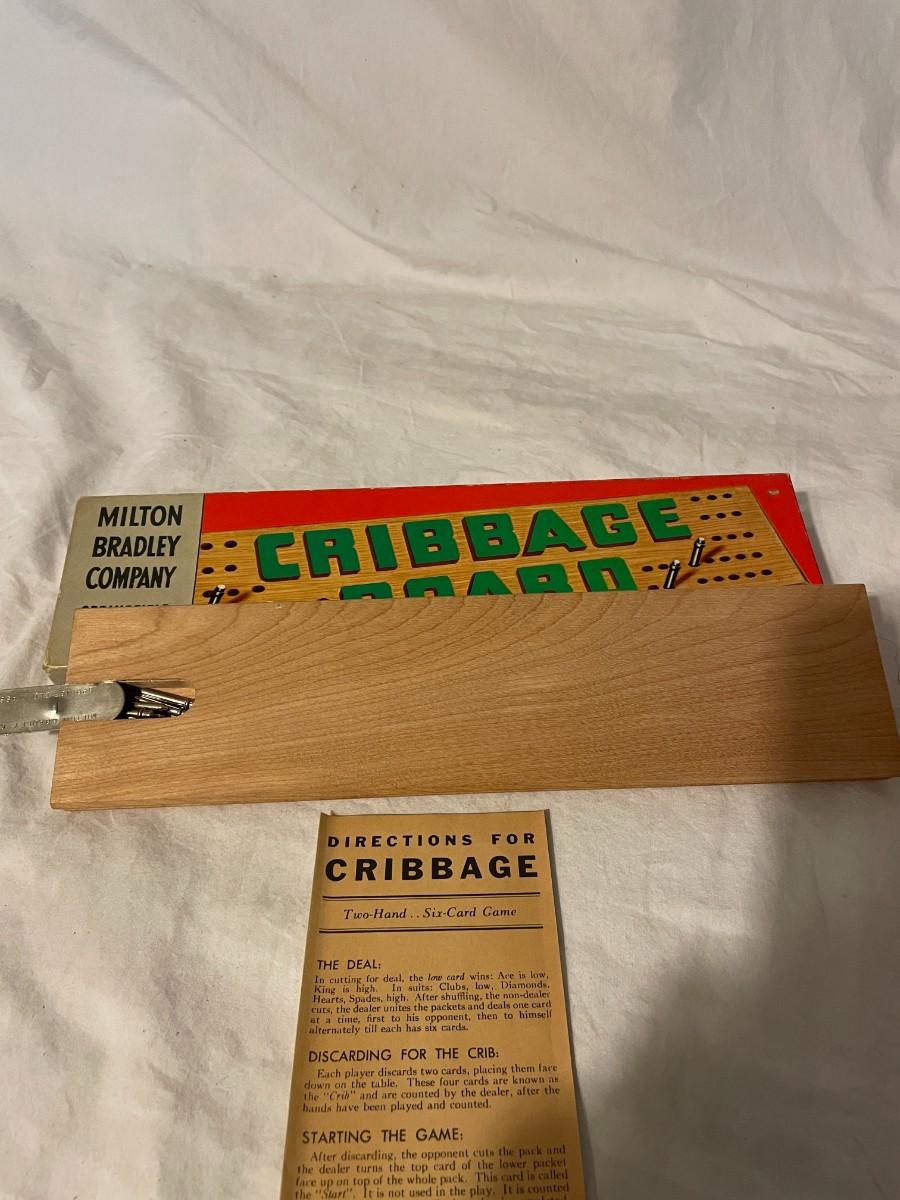 MILTON
BRADLEY
COMPANY
CRIBBAGE
BOARD
DIRECTIONS FOR
CRIBBAGE
Two-Hand . . Six-Card Game
THE DEAL:
In cutting for deal, the low card wins: Ace is low,
King is high. In suits: Clubs, low, Diamonds,
Hearts, Spades, high. After shuffling, the non-dealer
cuts, the dealer unites the packets and deals one card
at a time, first to his opponent, then to himself
alternately till each has six cards.
DISCARDING FOR THE CRIB:
Each player discards two cards, placing them face
down on the table. These four cards are known as
the "Crib" and are counted by the dealer, after the
hands have been played and counted.
STARTING THE GAME:
After discarding, the opponent cuts the pack and
the dealer turns the top card of the lower packet
face up on top of the whole pack. This card is called
the "Start". It is not used in the play. It is counted